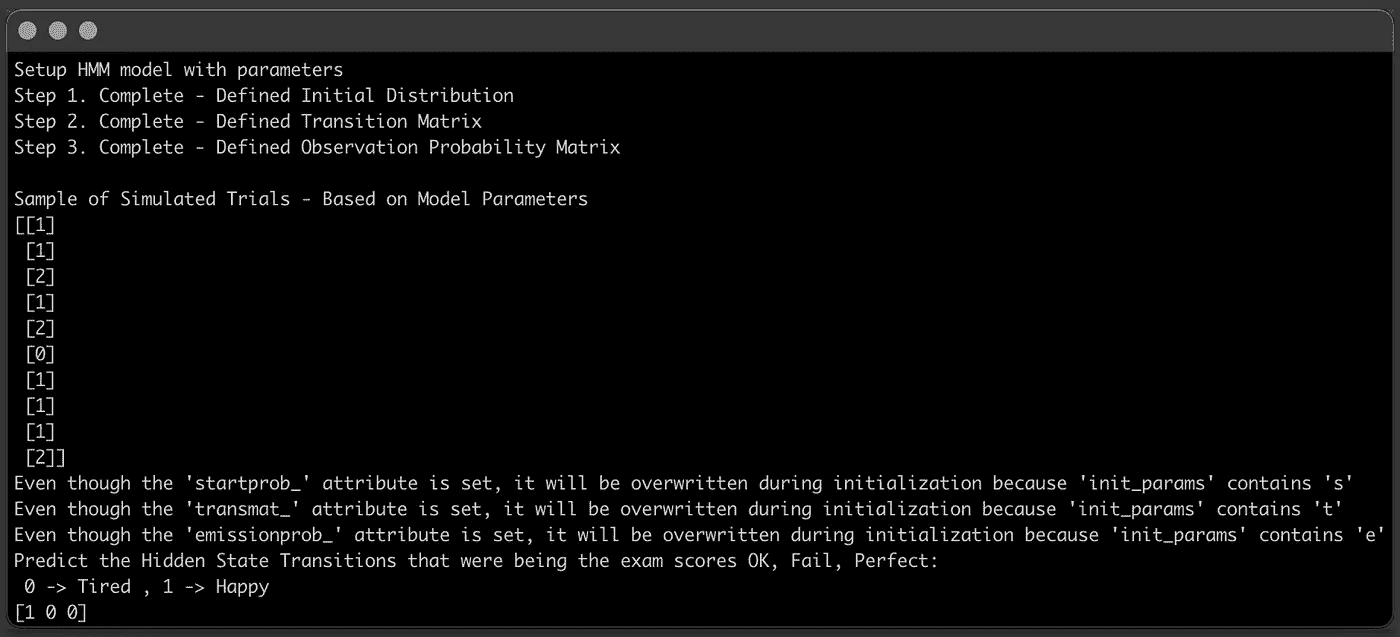 Setup HMM model with parameters
Step 1. Complete - Defined Initial Distribution
Step 2. Complete - Defined Transition Matrix
Step 3. Complete - Defined Observation Probability Matrix
Sample of Simulated Trials - Based on Model Parameters
[[1]
[1]
[2]
[1]
[2]
[0]
[1]
[1]
[1]
[2]]
Even though the 'startprob_' attribute is set, it will be overwritten during initialization because 'init_params' contains 's'
Even though the 'transmat_' attribute is set, it will be overwritten during initialization because 'init_params' contains 't'
Even though the 'emissionprob_' attribute is set, it will be overwritten during initialization because 'init_params' contains 'e'
Predict the Hidden State Transitions that were being the exam scores OK, Fail, Perfect:
0 -> Tired , 1 -> Happy
[1 0 0]